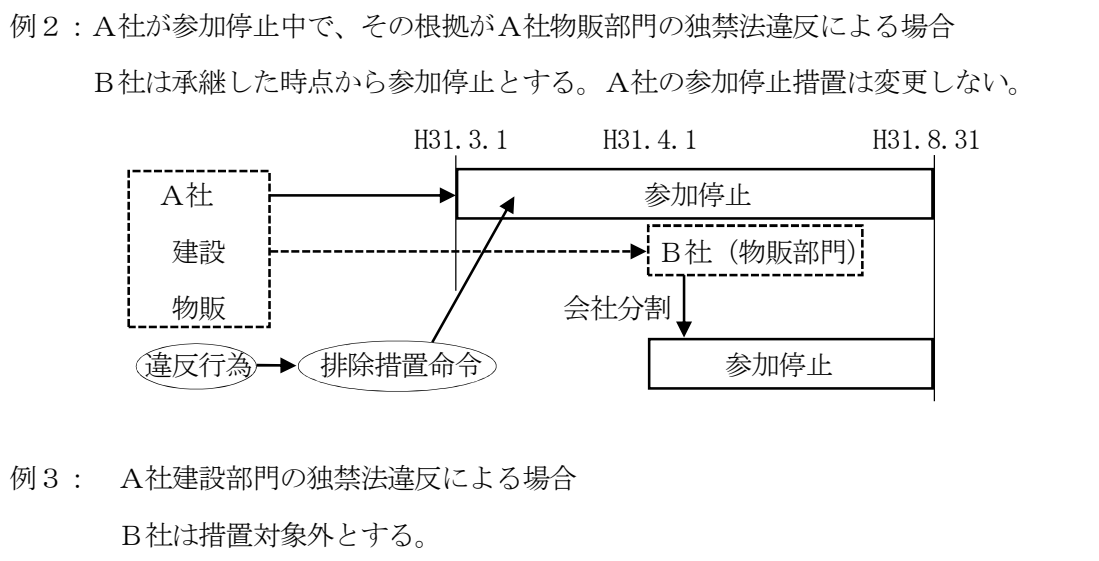 例２：Ａ社が参加停止中で、その根拠がＡ社物販部門の独禁法違反による場合
Ｂ社は承継した時点から参加停止とする。Ａ社の参加停止措置は変更しない。
H31.3.1 H31.4.1 H31.8.31
Ａ社 参加停止
建設 Ｂ社（物販部門）
物販 会社分割
違反行為 排除措置命令 参加停止
例３： Ａ社建設部門の独禁法違反による場合
Ｂ社は措置対象外とする。